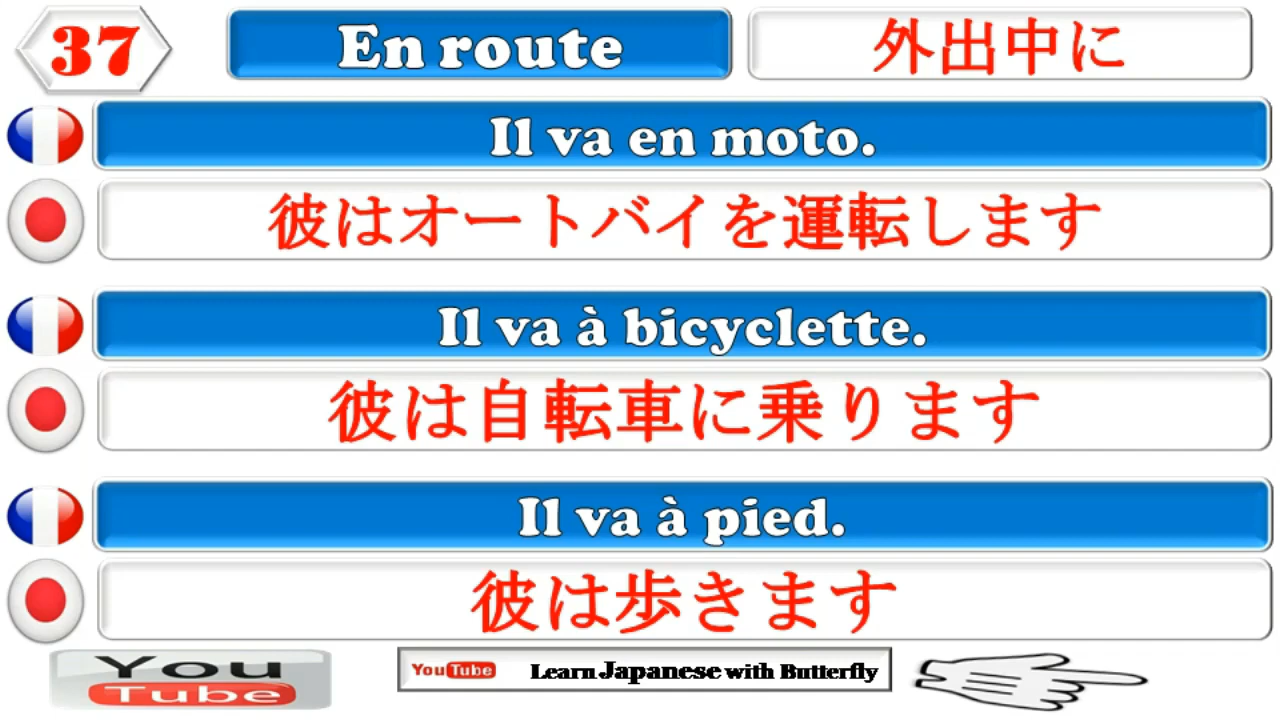 37
En route
外出中に
Il va en moto.
彼はオートバイを運転します
Il va à bicyclette.
彼は自転車に乗ります
Il va à pied.
彼は歩きます
You
Tube
YouTube Learn Japanese with Butterfly